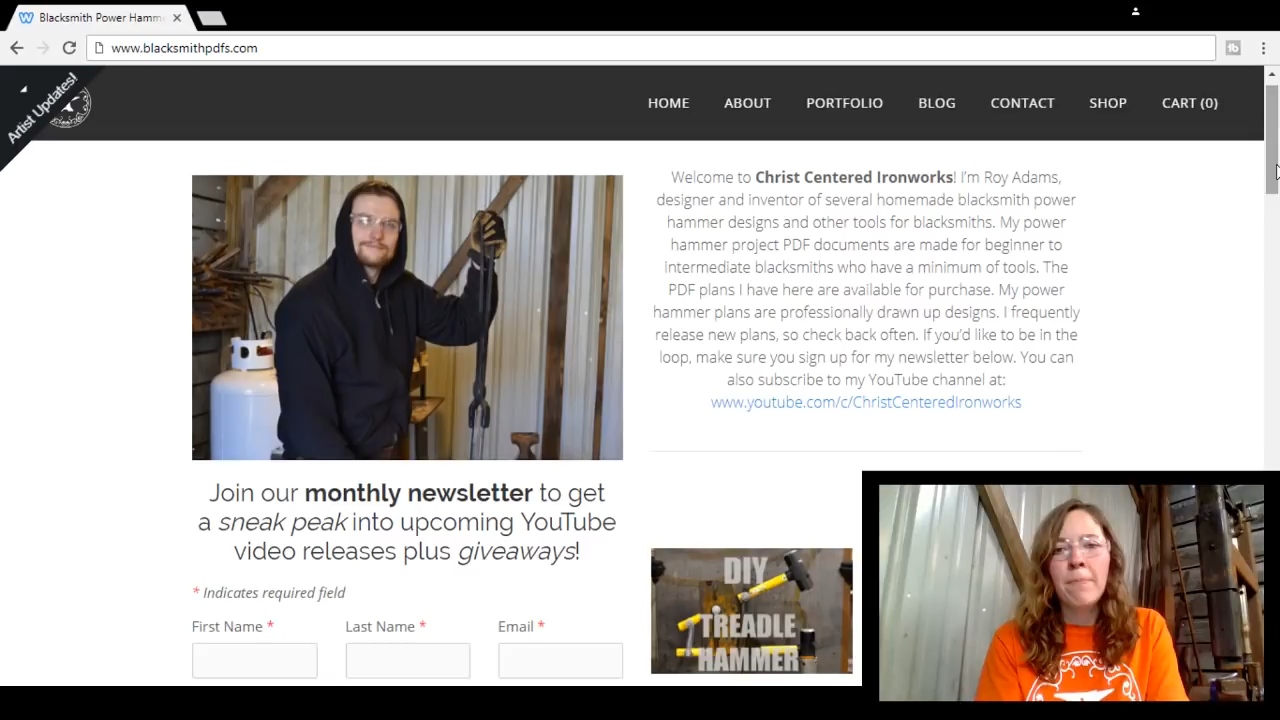 Blacksmith Power Hamm
www.blacksmithpdfs.com
Artist Updates!
HOME ABOUT PORTFOLIO BLOG CONTACT SHOP CART (0)
Welcome to Christ Centered Ironworks! I'm Roy Adams,
designer and inventor of several homemade blacksmith power
hammer designs and other tools for blacksmiths. My power
hammer project PDF documents are made for beginner to
intermediate blacksmiths who have a minimum of tools. The
PDF plans I have here are available for purchase. My power
hammer plans are professionally drawn up designs. I frequently
release new plans, so check back often. If you'd like to be in the
loop, make sure you sign up for my newsletter below. You can
also subscribe to my YouTube channel at:
www.youtube.com/c/ChristCenteredIronworks
Join our monthly newsletter to get
a sneak peak into upcoming YouTube
video releases plus giveaways!
* Indicates required field
First Name * Last Name * Email *
DIY
TREADLE
HAMMER